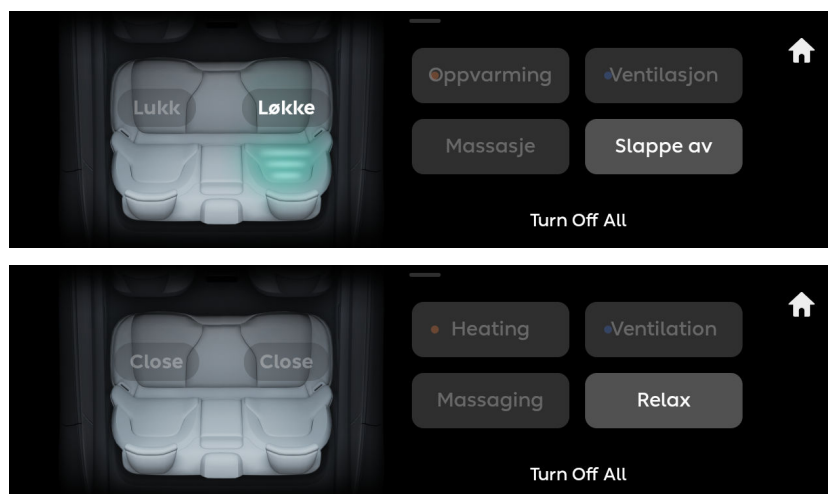 Oppvarming
Ventilasjon
Lukk
Løkke
Massasje
Slappe av
Turn Off All
Heating
Ventilation
Close
Close
Massaging
Relax
Turn Off All